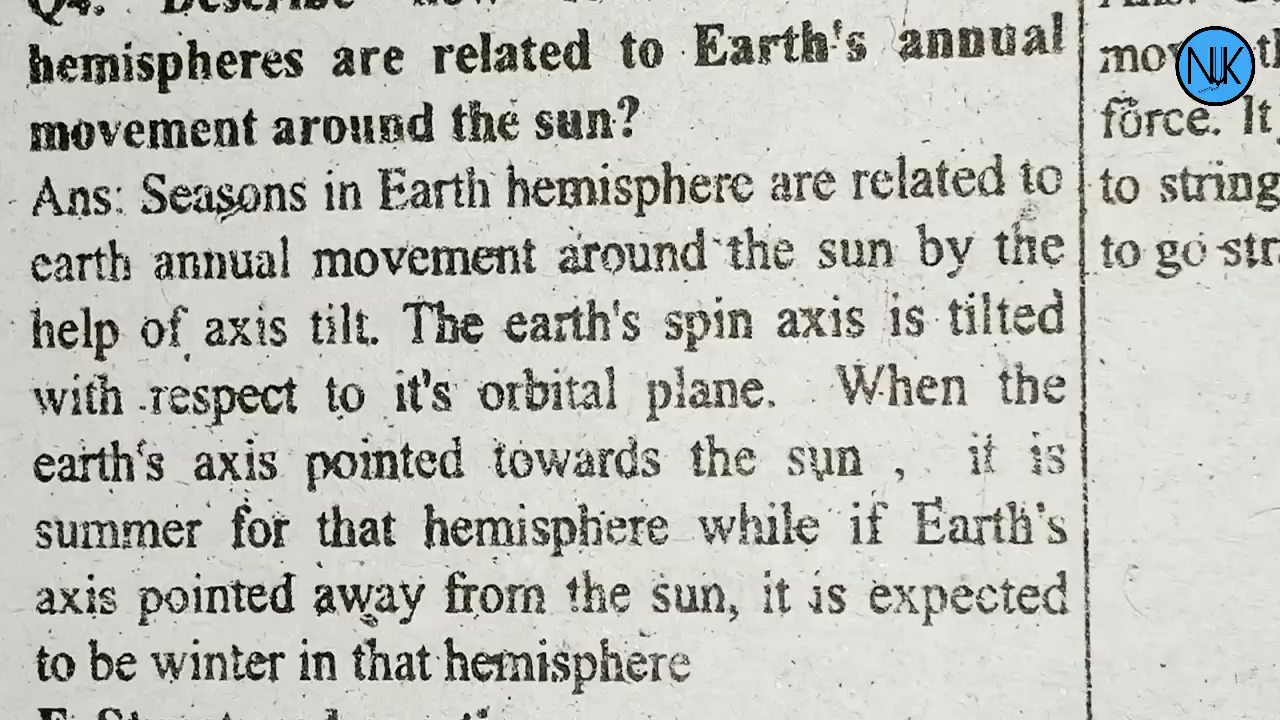 Q4. Describe how
hemispheres are related to Earth's annual
movement around the sun?
Ans: Seasons in Earth hemisphere are related to
earth annual movement around the sun by the
help of axis tilt. The earth's spin axis is tilted
with respect to it's orbital plane. When the
earth's axis pointed towards the sun , it is
summer for that hemisphere while if Earth's
axis pointed away from the sun, it is expected
to be winter in that hemisphere
force. It
to string
to go
NJK